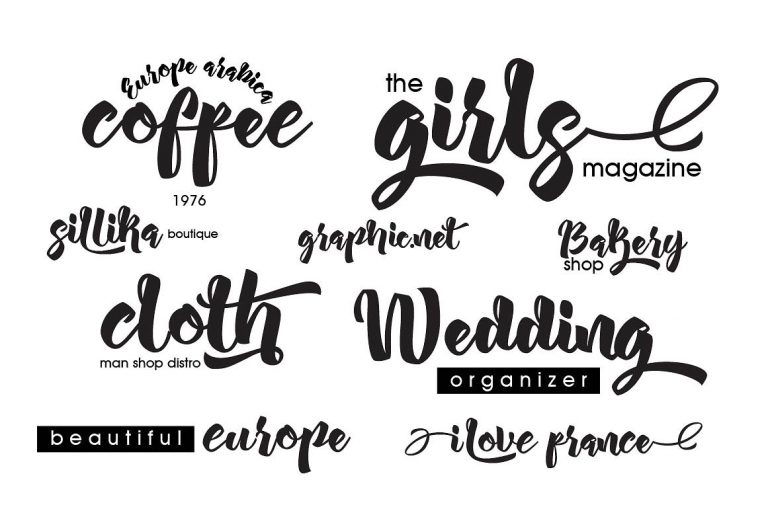 Europe arabica
coffee
1976
the
girls
magazine
sillika boutique
graphic.net
Bakery
shop
cloth
man shop distro
Wedding
organizer
beautiful europe
i love france